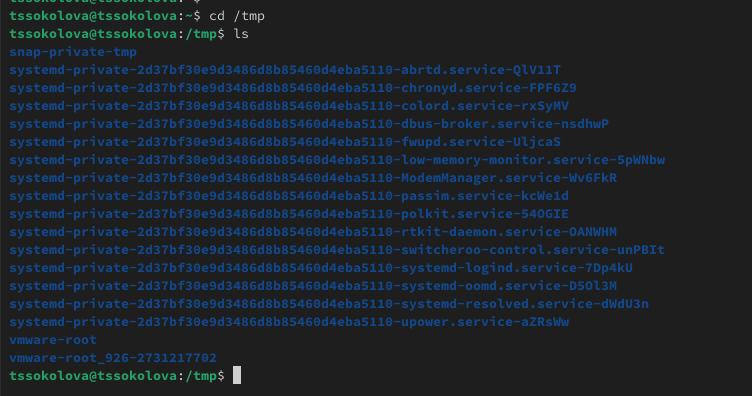 tssokolova@tssokolova:~$ cd /tmp
tssokolova@tssokolova:/tmp$ ls
snap-private-tmp
systemd-private-2d37bf30e9d3486d8b85460d4eba5110-abrtd.service-QlV11T
systemd-private-2d37bf30e9d3486d8b85460d4eba5110-chronyd.service-FPF6Z9
systemd-private-2d37bf30e9d3486d8b85460d4eba5110-colord.service-rxSyMV
systemd-private-2d37bf30e9d3486d8b85460d4eba5110-dbus-broker.service-nsdhwP
systemd-private-2d37bf30e9d3486d8b85460d4eba5110-fwupd.service-UljcaS
systemd-private-2d37bf30e9d3486d8b85460d4eba5110-low-memory-monitor.service-5pWNbw
systemd-private-2d37bf30e9d3486d8b85460d4eba5110-ModemManager.service-Wv6FkR
systemd-private-2d37bf30e9d3486d8b85460d4eba5110-passim.service-kcWe1d
systemd-private-2d37bf30e9d3486d8b85460d4eba5110-polkit.service-54OGIE
systemd-private-2d37bf30e9d3486d8b85460d4eba5110-rtkit-daemon.service-OANWHM
systemd-private-2d37bf30e9d3486d8b85460d4eba5110-switcheroo-control.service-unPBIt
systemd-private-2d37bf30e9d3486d8b85460d4eba5110-systemd-logind.service-7Dp4kU
systemd-private-2d37bf30e9d3486d8b85460d4eba5110-systemd-oomd.service-D5Ol3M
systemd-private-2d37bf30e9d3486d8b85460d4eba5110-systemd-resolved.service-dWdU3n
systemd-private-2d37bf30e9d3486d8b85460d4eba5110-upower.service-aZRsWw
vmware-root
vmware-root_926-2731217702
tssokolova@tssokolova:/tmp$